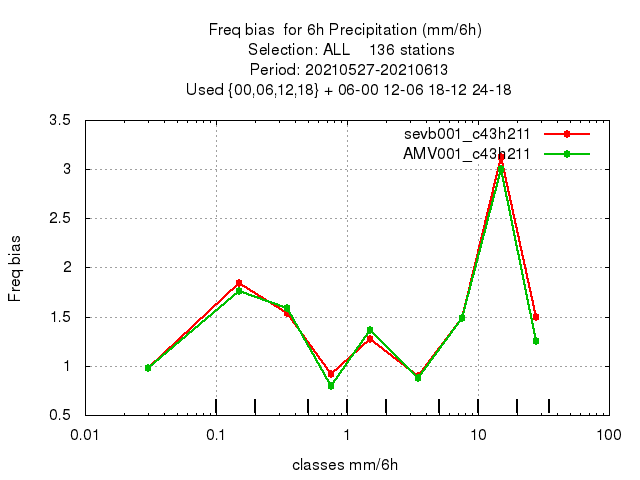 Freq bias  for 6h Precipitation (mm/6h)
Selection: ALL    136 stations
Period: 20210527-20210613
Used {00,06,12,18} + 06-00 12-06 18-12 24-18
sevb001_c43h211
AMV001_c43h211
3.5
3
2.5
2
1.5
1
0.5
Freq bias
0.01
0.1
1
10
100
classes mm/6h